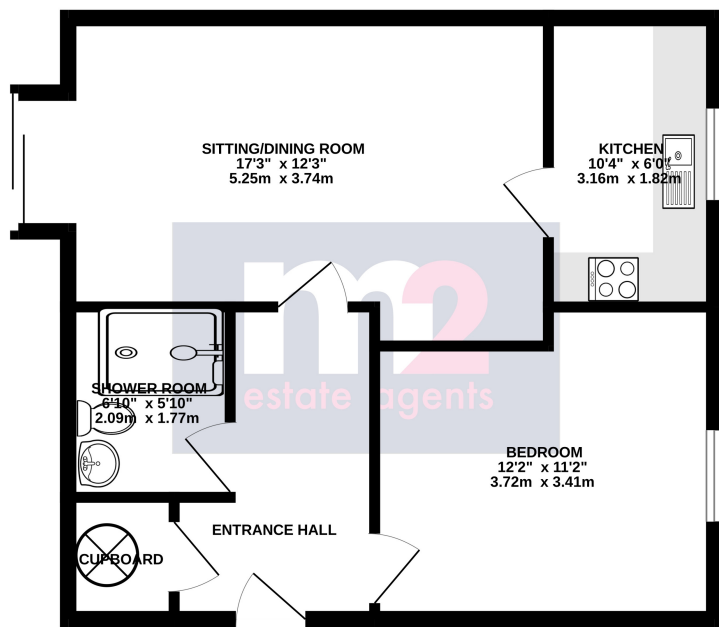 SITTING/DINING ROOM
17'3" x 12'3"
5.25m x 3.74m
KITCHEN
10'4" x 6'0"
3.16m x 1.82m
m2
estate agents
SHOWER ROOM
6'10" x 5'10"
2.09m x 1.77m
BEDROOM
12'2" x 11'2"
3.72m x 3.41m
ENTRANCE HALL
CUPBOARD